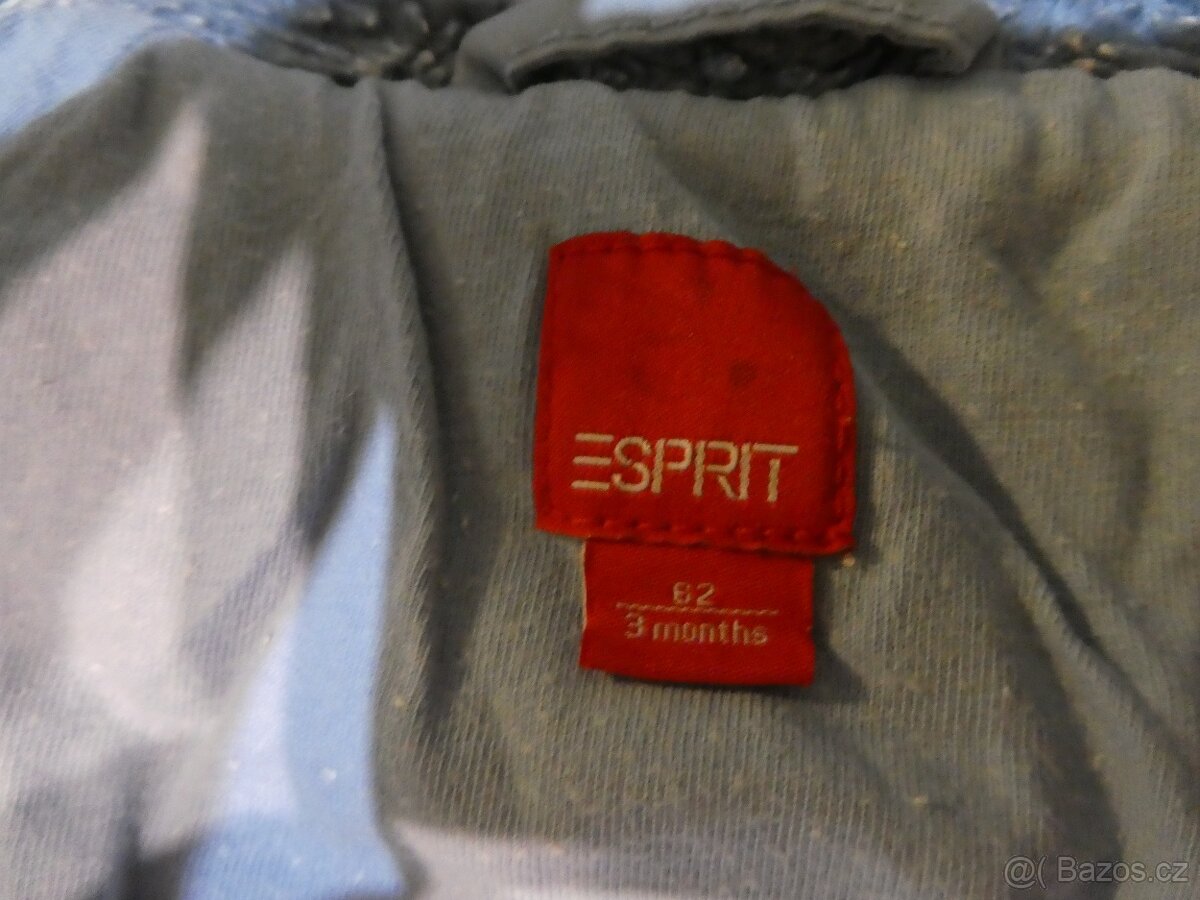 ESPRIT
62
3 months
@( Bazos.cz